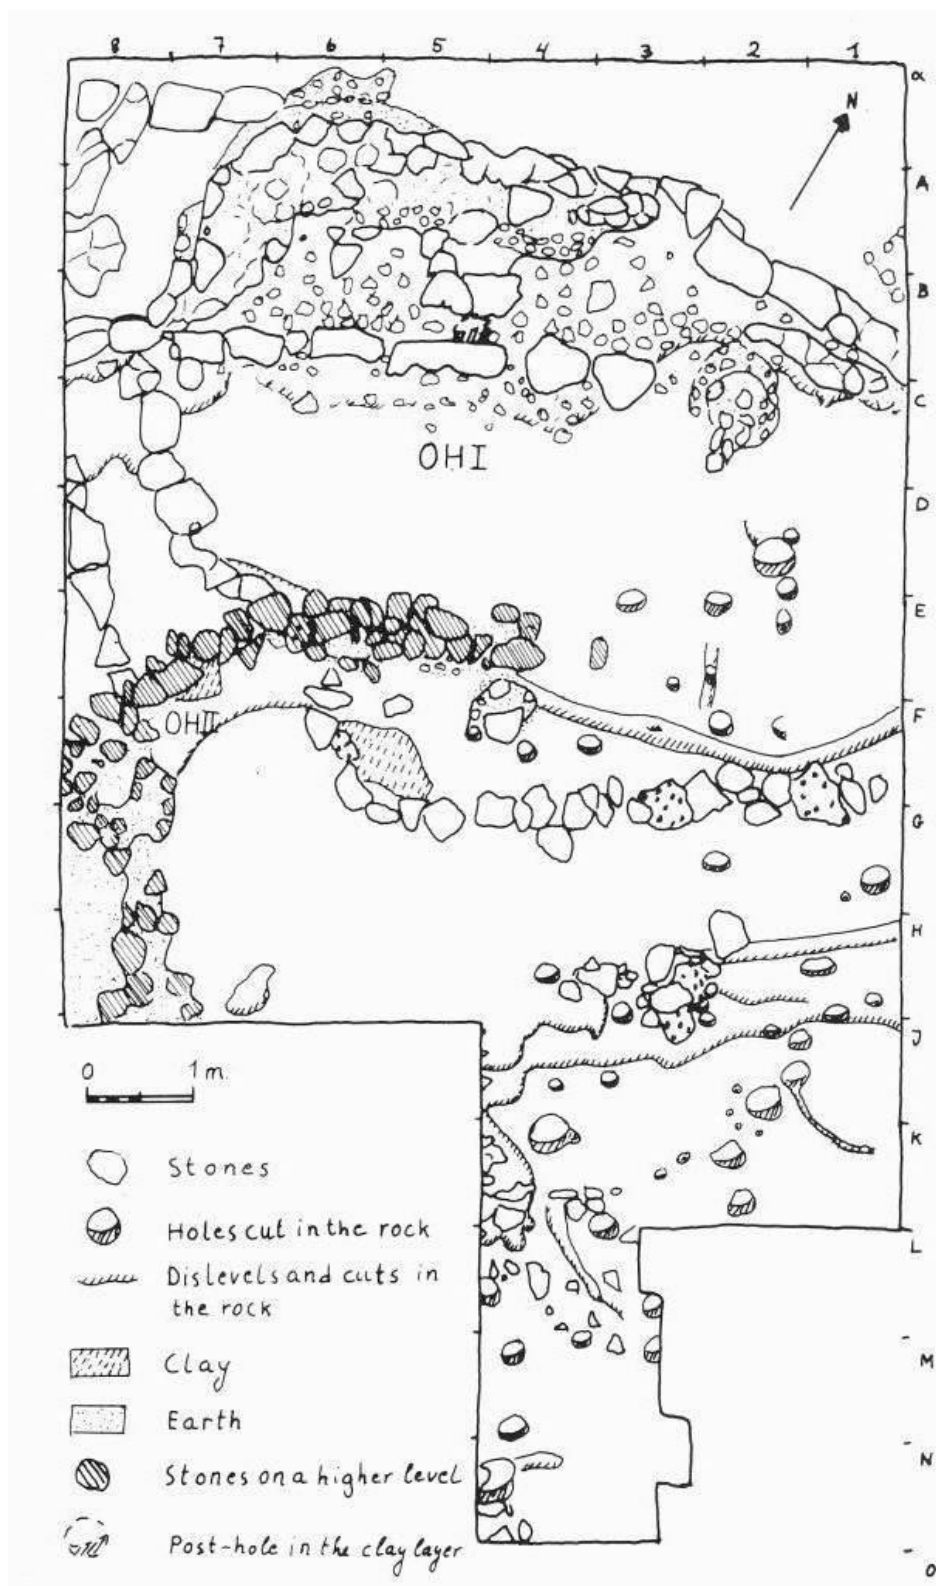 8 7 6 5 4 3 2 1
α
N
A
B
C
OHI
D
E
F
OHII
G
H
J
0 1 m.
K
Stones
Holes cut in the rock
L
Dislevels and cuts in
the rock
Clay
M
Earth
Stones on a higher level
N
Post-hole in the clay layer
O